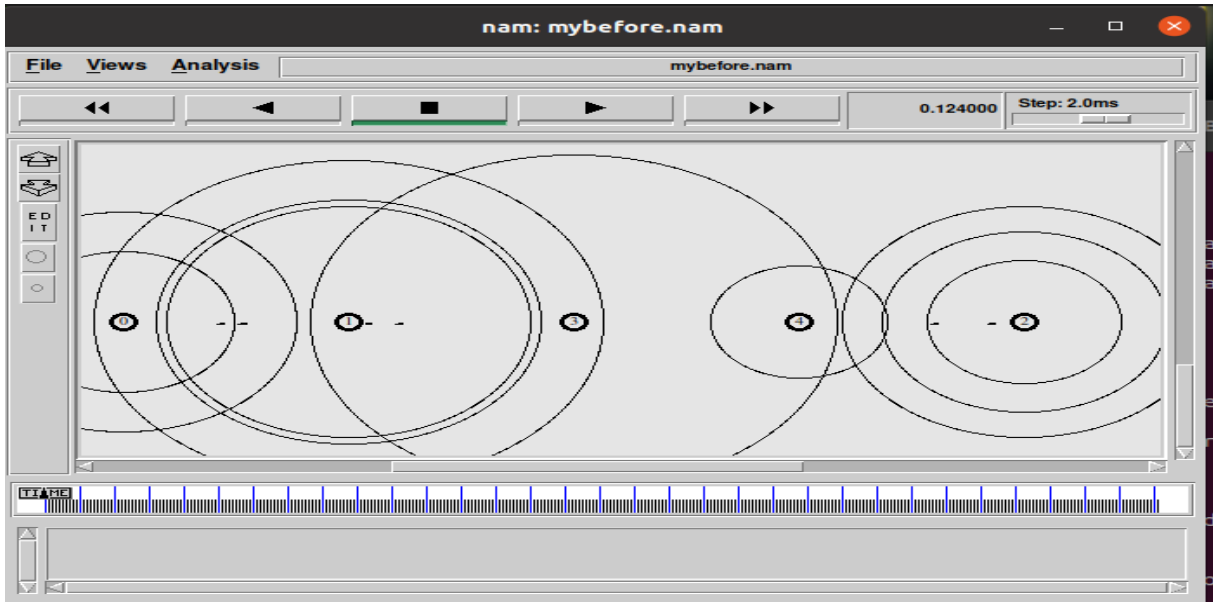 nam: mybefore.nam
File Views Analysis mybefore.nam
0.124000 Step: 2.0ms
E D
I T
0 1 3 4 2
TIME